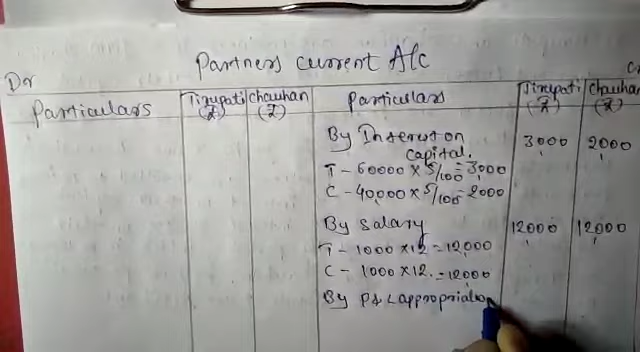 Partners current A/c
Dr
Cr
Particulars Tirupati (₹) Chauhan (₹) Particulars Tirupati (₹) Chauhan (₹)
By Interest on capital. 3000 2000
T - 60000 × 5/100 = 3000
C - 40,000 × 5/100 = 2000
By Salary 12000 12000
T - 1000 × 12 = 12,000
C - 1000 × 12. = 12000
By P & L appropriation